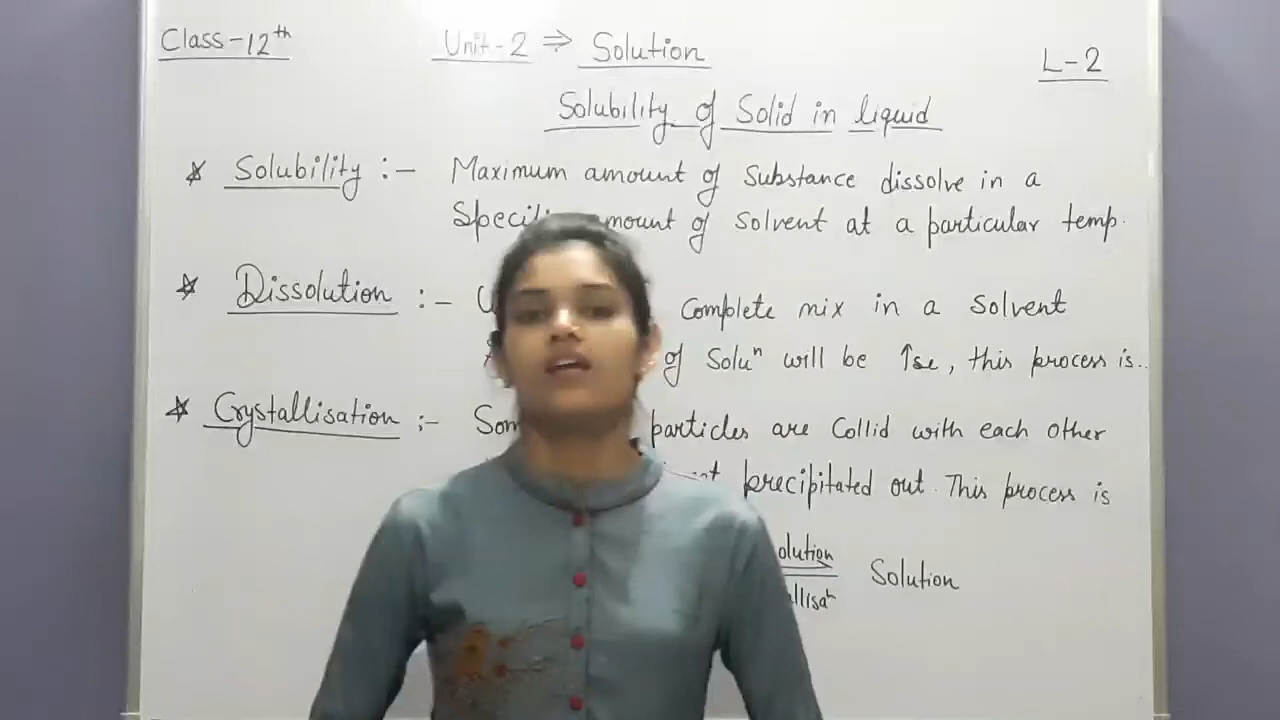 Class-12th
Unit-2 ⇒ Solution
L-2
Solubility of Solid in liquid
☆ Solubility :- Maximum amount of Substance dissolve in a
amount of Solvent at a particular temp.
☆ Dissolution :- Complete mix in a Solvent
of Soluⁿ will be ↑se, this process is..
☆ Crystallisation :- particles are Collid with each other
precipitated out. This process is
Solution